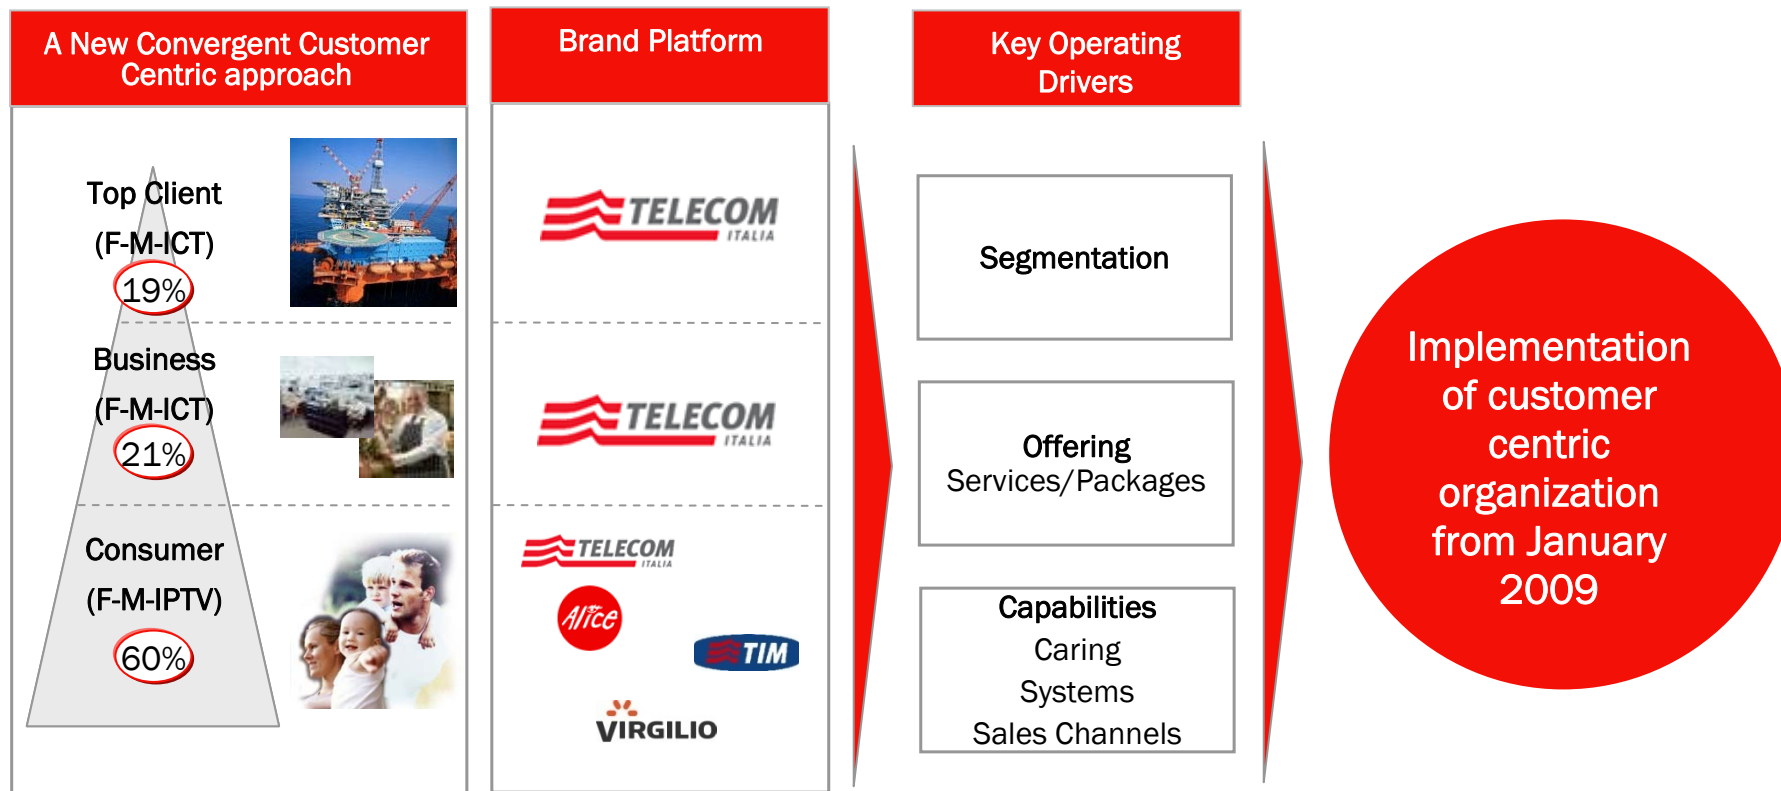 A New Convergent Customer
Centric approach
Top Client
(F-M-ICT)
19%
Business
(F-M-ICT)
21%
Consumer
(F-M-IPTV)
60%
Brand Platform
TELECOM
ITALIA
TELECOM
ITALIA
TELECOM
ITALIA
Alice
TIM
VIRGILIO
Key Operating
Drivers
Segmentation
Offering
Services/Packages
Capabilities
Caring
Systems
Sales Channels
Implementation
of customer
centric
organization
from January
2009